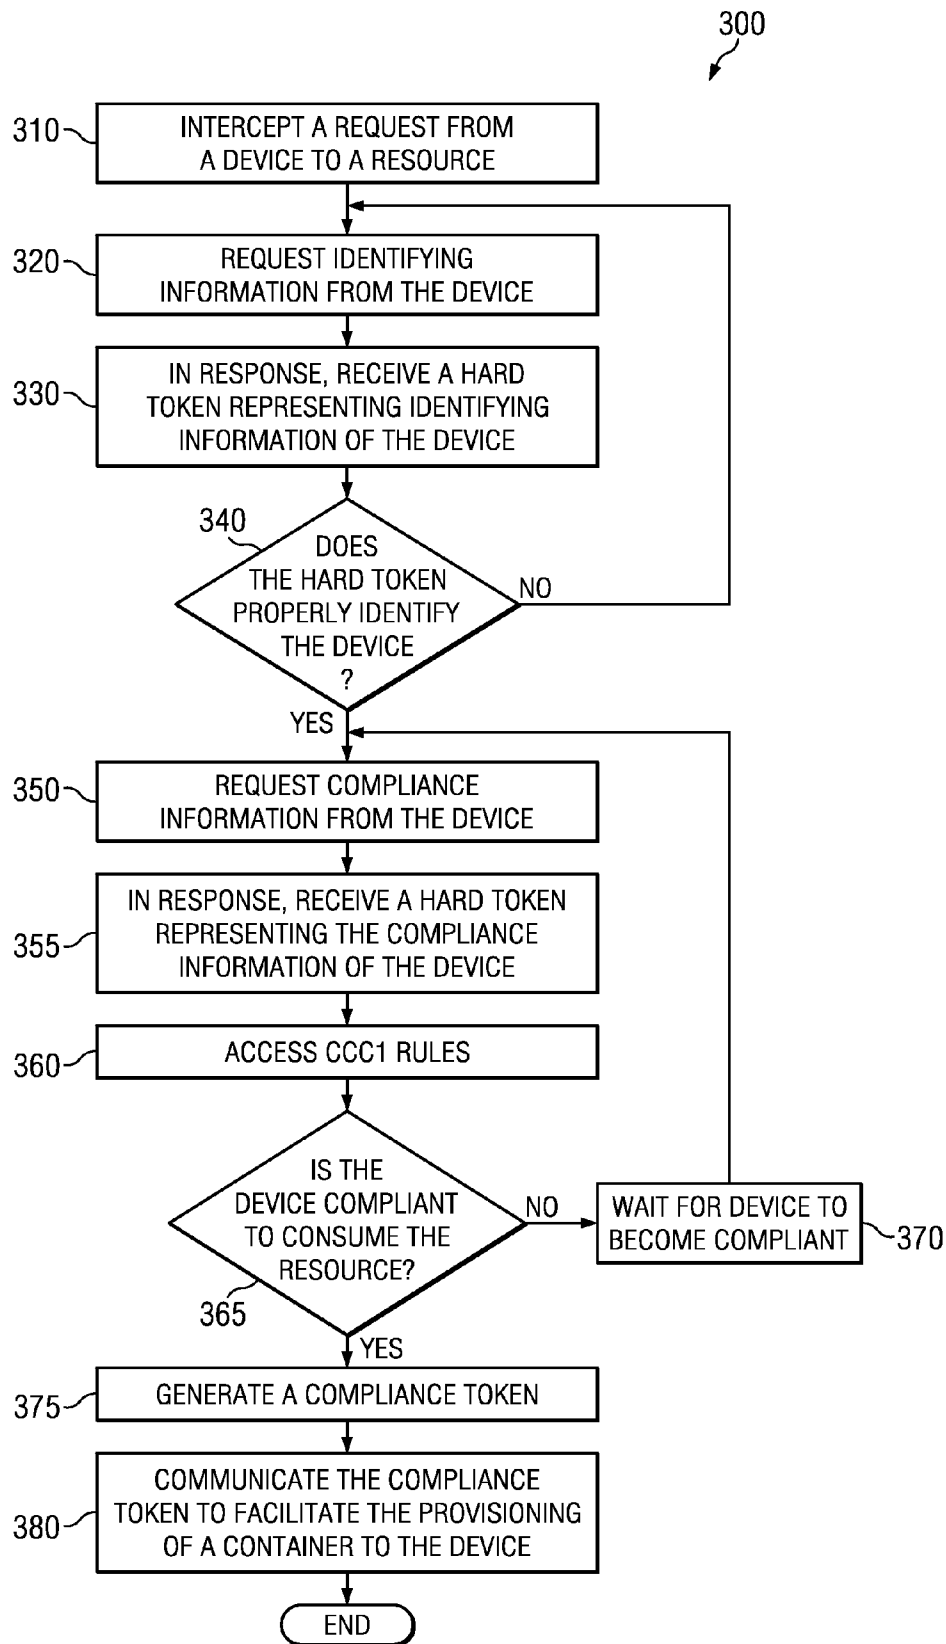 300
310
INTERCEPT A REQUEST FROM
A DEVICE TO A RESOURCE
320
REQUEST IDENTIFYING
INFORMATION FROM THE DEVICE
330
IN RESPONSE, RECEIVE A HARD
TOKEN REPRESENTING IDENTIFYING
INFORMATION OF THE DEVICE
340
DOES
THE HARD TOKEN
PROPERLY IDENTIFY
THE DEVICE
?
NO
YES
350
REQUEST COMPLIANCE
INFORMATION FROM THE DEVICE
355
IN RESPONSE, RECEIVE A HARD TOKEN
REPRESENTING THE COMPLIANCE
INFORMATION OF THE DEVICE
360
ACCESS CCC1 RULES
IS THE
DEVICE COMPLIANT
TO CONSUME THE
RESOURCE?
365
NO
WAIT FOR DEVICE TO
BECOME COMPLIANT
370
YES
375
GENERATE A COMPLIANCE TOKEN
380
COMMUNICATE THE COMPLIANCE
TOKEN TO FACILITATE THE PROVISIONING
OF A CONTAINER TO THE DEVICE
END